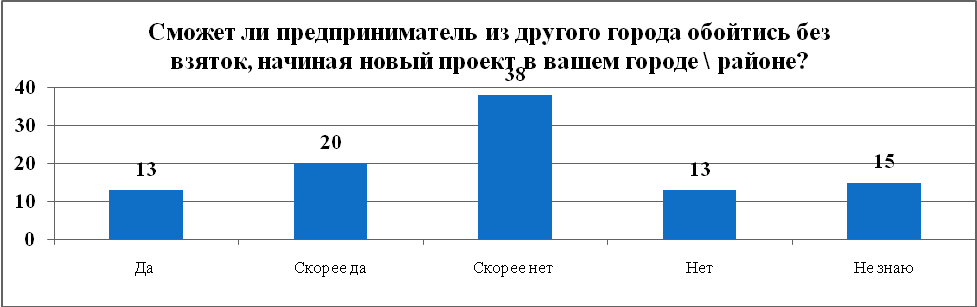 Сможет ли предприниматель из другого города обойтись без
взяток, начиная новый проект в вашем городе \ районе?
40
30
20
10
0
13
20
38
13
15
Да
Скорее да
Скорее нет
Нет
Не знаю